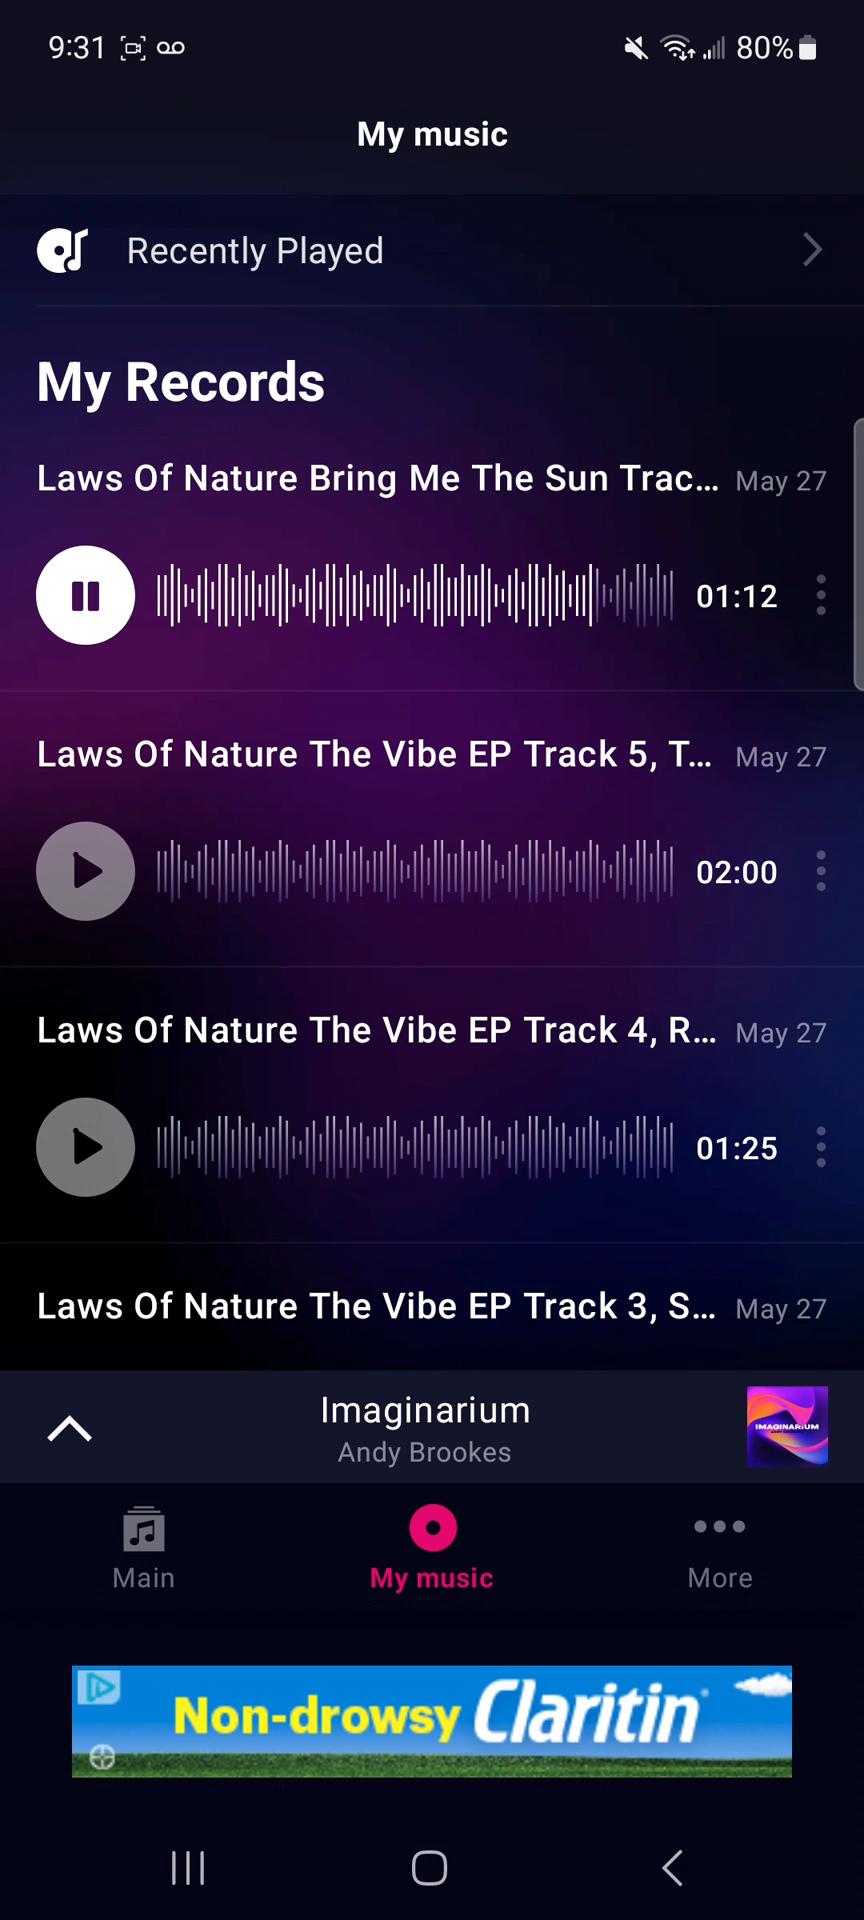 9:31
80%
My music
Recently Played
My Records
Laws Of Nature Bring Me The Sun Trac... May 27
01:12
Laws Of Nature The Vibe EP Track 5, T... May 27
02:00
Laws Of Nature The Vibe EP Track 4, R... May 27
01:25
Laws Of Nature The Vibe EP Track 3, S... May 27
Imaginarium
Andy Brookes
IMAGINARIUM
Main
My music
More
Non-drowsy Claritin